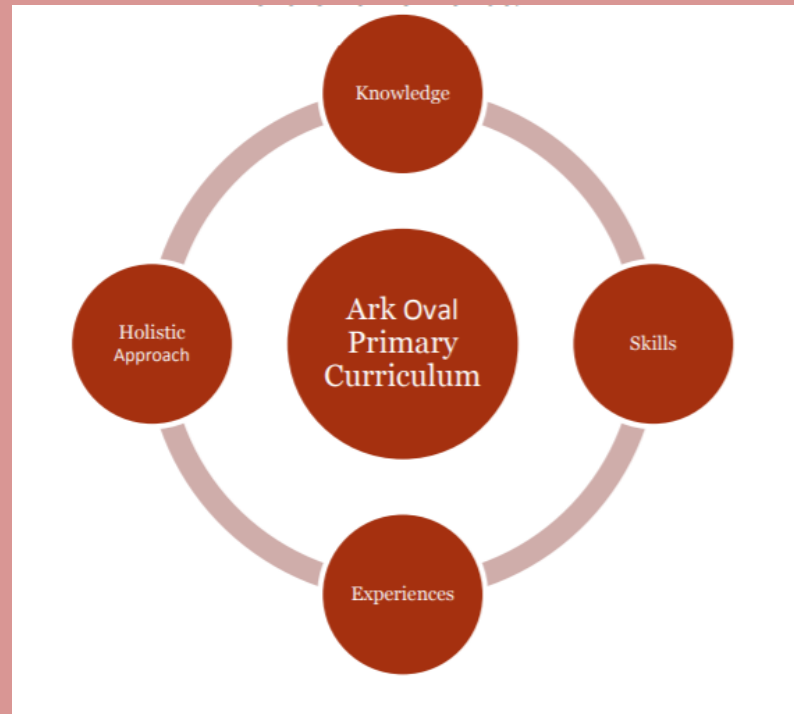 Knowledge
Holistic
Approach
Ark Oval
Primary
Curriculum
Skills
Experiences